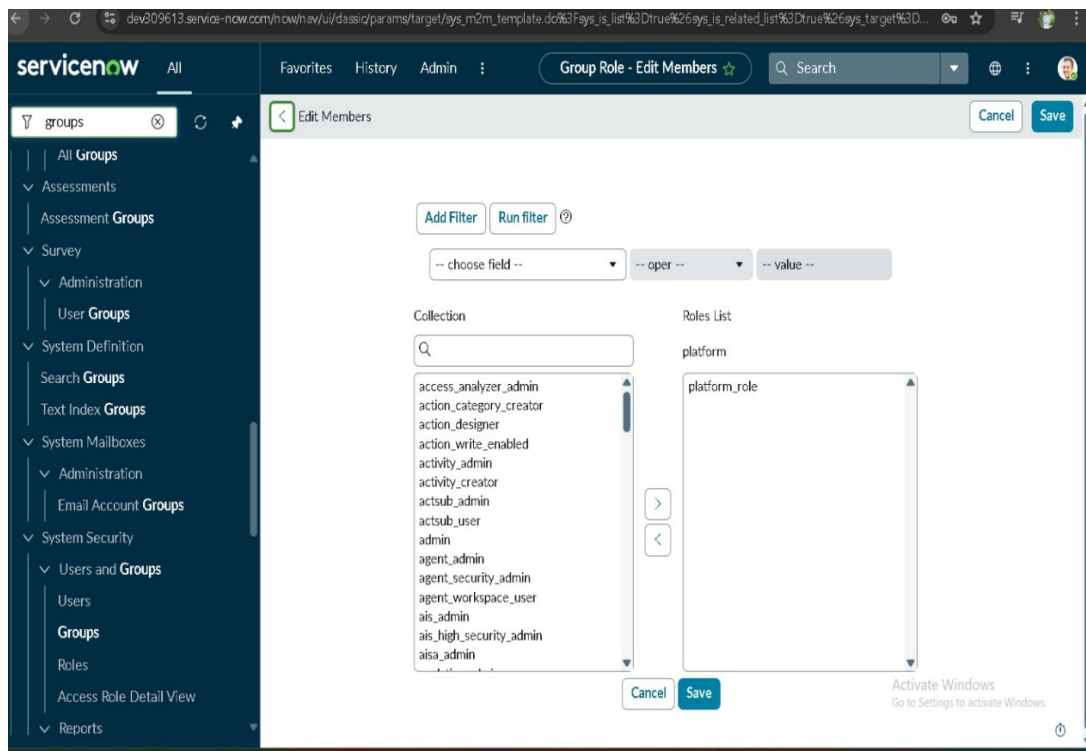 dev309613.service-now.com/now/nav/ui/classic/params/target/sys_m2m_template.do%3Fsys_is_list%3Dtrue%26sys_is_related_list%3Dtrue%26sys_target%3D...
servicenow All Favorites History Admin Group Role - Edit Members Search
groups
Edit Members
Cancel Save
All Groups
Assessments
Assessment Groups
Survey
Administration
User Groups
System Definition
Search Groups
Text Index Groups
System Mailboxes
Administration
Email Account Groups
System Security
Users and Groups
Users
Groups
Roles
Access Role Detail View
Reports
Add Filter Run filter
-- choose field -- -- oper -- -- value --
Collection
access_analyzer_admin
action_category_creator
action_designer
action_write_enabled
activity_admin
activity_creator
actsub_admin
actsub_user
admin
agent_admin
agent_security_admin
agent_workspace_user
ais_admin
ais_high_security_admin
aisa_admin
Roles List
platform
platform_role
Cancel Save
Activate Windows
Go to Settings to activate Windows.